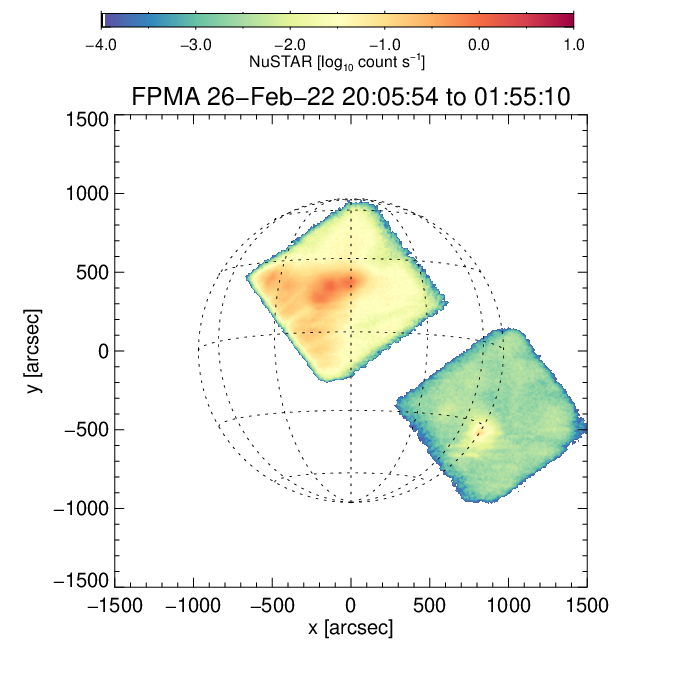 −4.0 −3.0 −2.0 −1.0 0.0 1.0
NuSTAR [log₁₀ count s⁻¹]
FPMA 26−Feb−22 20:05:54 to 01:55:10
1500
1000
500
0
−500
−1000
−1500
y [arcsec]
−1500 −1000 −500 0 500 1000 1500
x [arcsec]